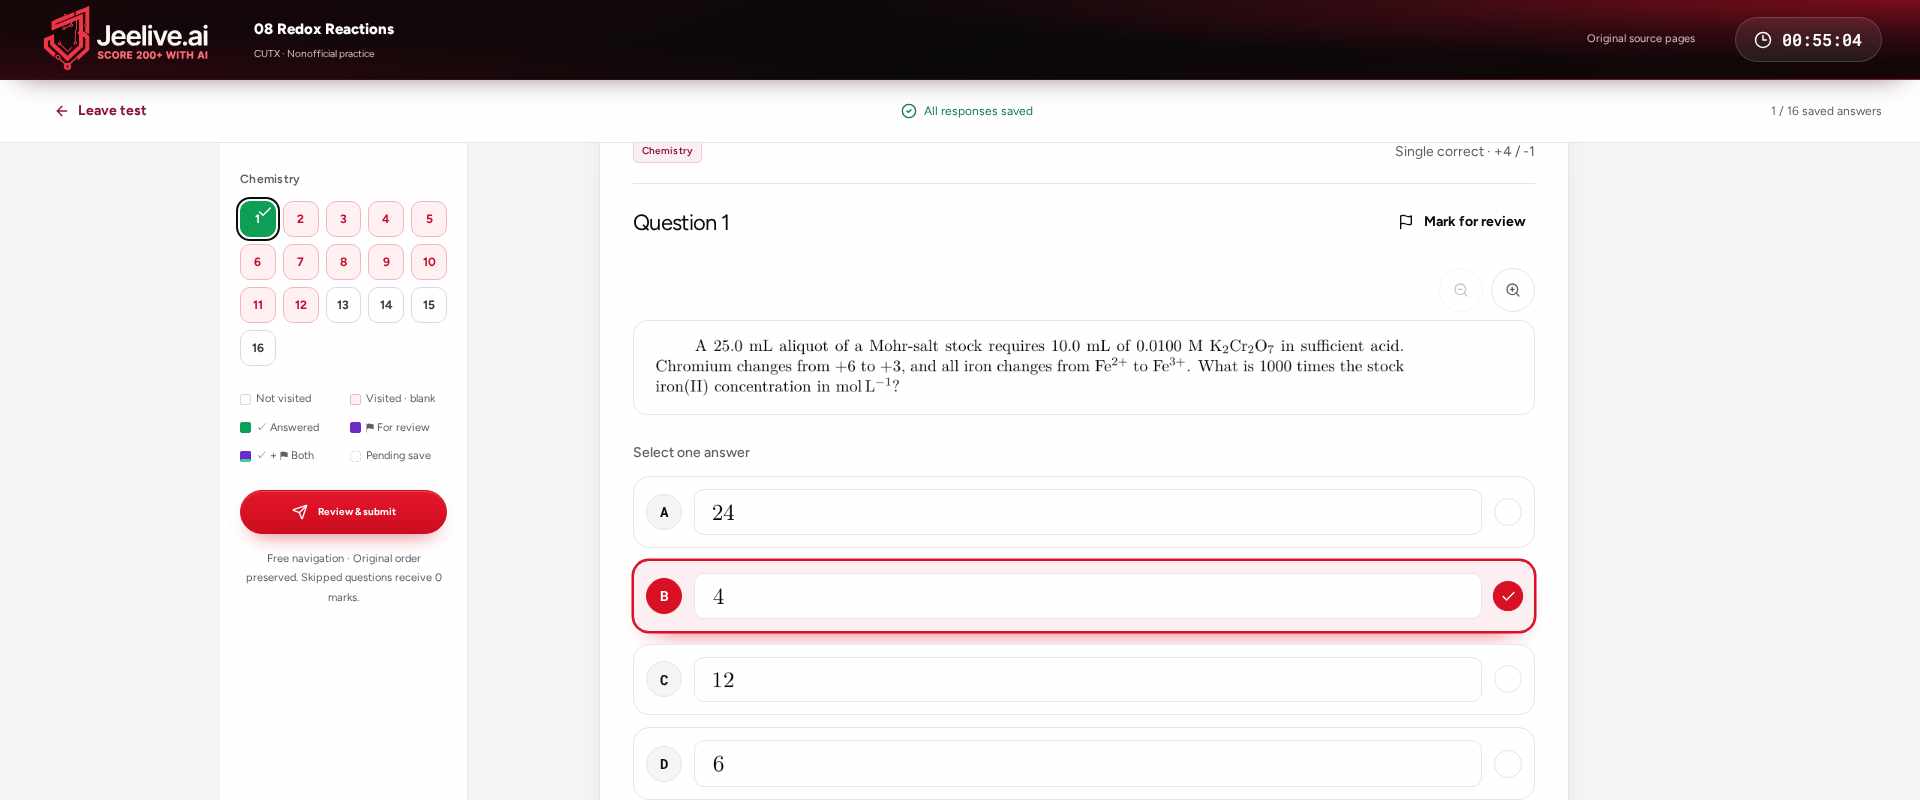 Jeelive.ai
SCORE 200+ WITH AI
08 Redox Reactions
CUTX · Nonofficial practice
Original source pages
00:55:04
Leave test
All responses saved
1 / 16 saved answers
Chemistry
1 2 3 4 5
6 7 8 9 10
11 12 13 14 15
16
Not visited
Visited · blank
✓ Answered
For review
✓ + Both
Pending save
Review & submit
Free navigation · Original order
preserved. Skipped questions receive 0
marks.
Chemistry
Single correct · +4 / -1
Question 1
Mark for review
A 25.0 mL aliquot of a Mohr-salt stock requires 10.0 mL of 0.0100 M K₂Cr₂O₇ in sufficient acid.
Chromium changes from +6 to +3, and all iron changes from Fe²⁺ to Fe³⁺. What is 1000 times the stock
iron(II) concentration in mol L⁻¹?
Select one answer
A 24
B 4
C 12
D 6